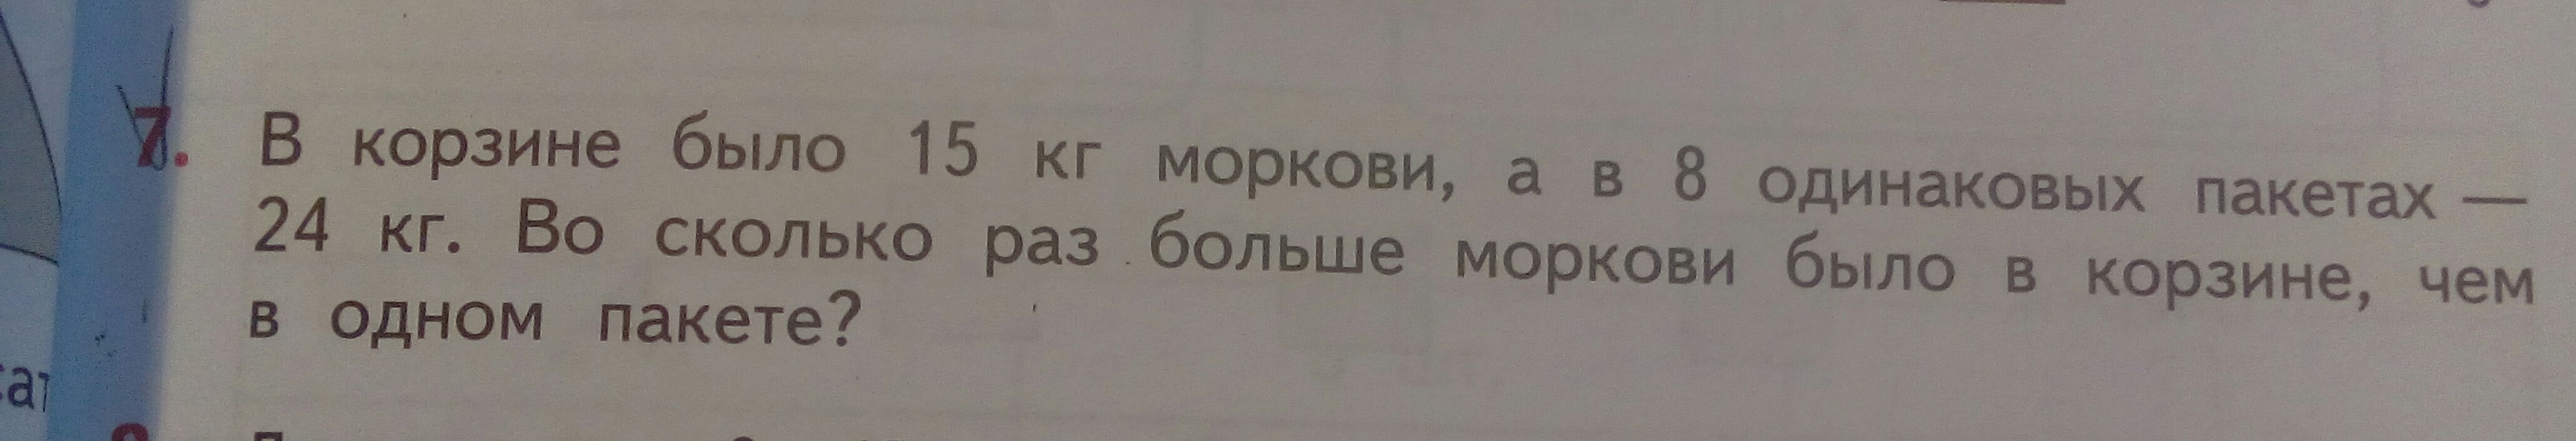 7. В корзине было 15 кг моркови, а в 8 одинаковых пакетах —
24 кг. Во сколько раз больше моркови было в корзине, чем
в одном пакете?